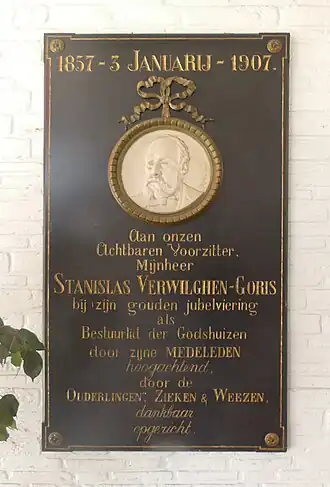 1857 - 3 JANUARIJ - 1907.
Aan onzen
Achtbaren Voorzitter,
Mijnheer
STANISLAS VERWILGHEN-GORIS
bij zijn gouden jubelviering
als
Bestuurlid der Godshuizen
door zijne MEDELEDEN
hoogachtend,
door de
OUDERLINGEN, ZIEKEN & WEEZEN,
dankbaar
opgericht.